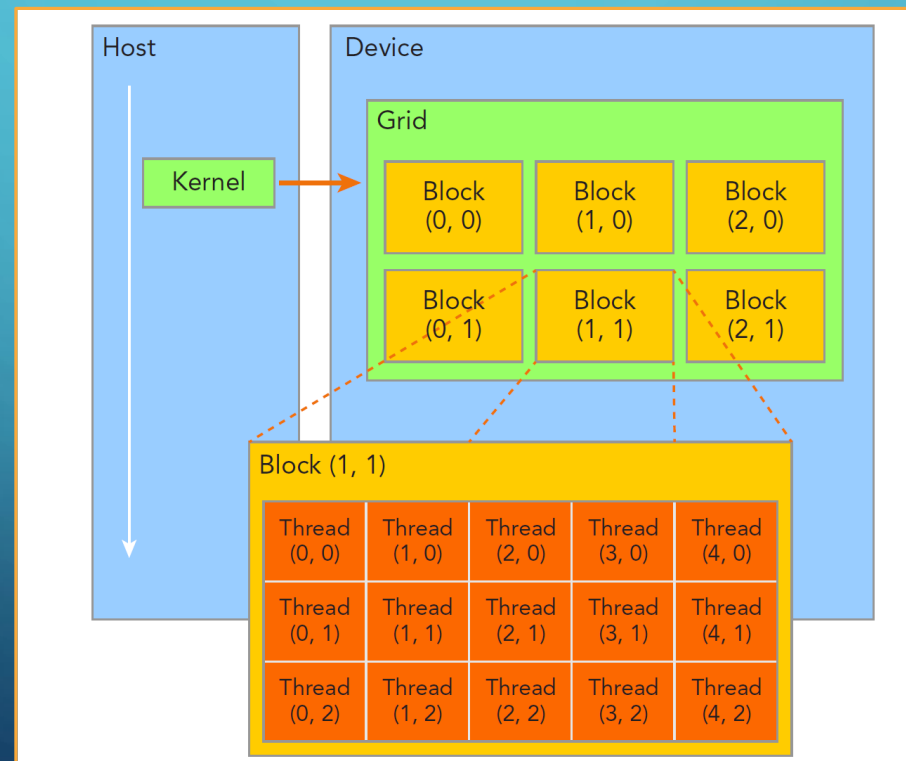 Host
Device
Grid
Kernel
Block Block Block
(0, 0) (1, 0) (2, 0)
Block Block Block
(0, 1) (1, 1) (2, 1)
Block (1, 1)
Thread Thread Thread Thread Thread
(0, 0) (1, 0) (2, 0) (3, 0) (4, 0)
Thread Thread Thread Thread Thread
(0, 1) (1, 1) (2, 1) (3, 1) (4, 1)
Thread Thread Thread Thread Thread
(0, 2) (1, 2) (2, 2) (3, 2) (4, 2)